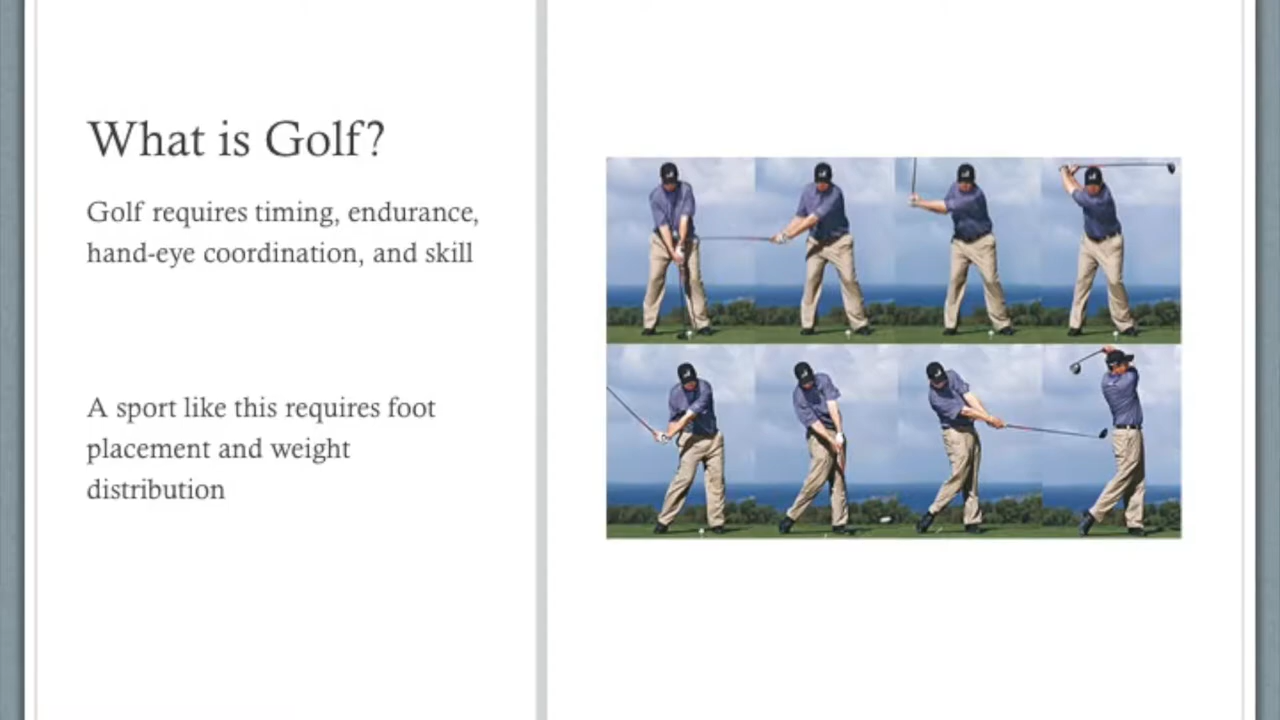 What is Golf?
Golf requires timing, endurance,
hand-eye coordination, and skill
A sport like this requires foot
placement and weight
distribution